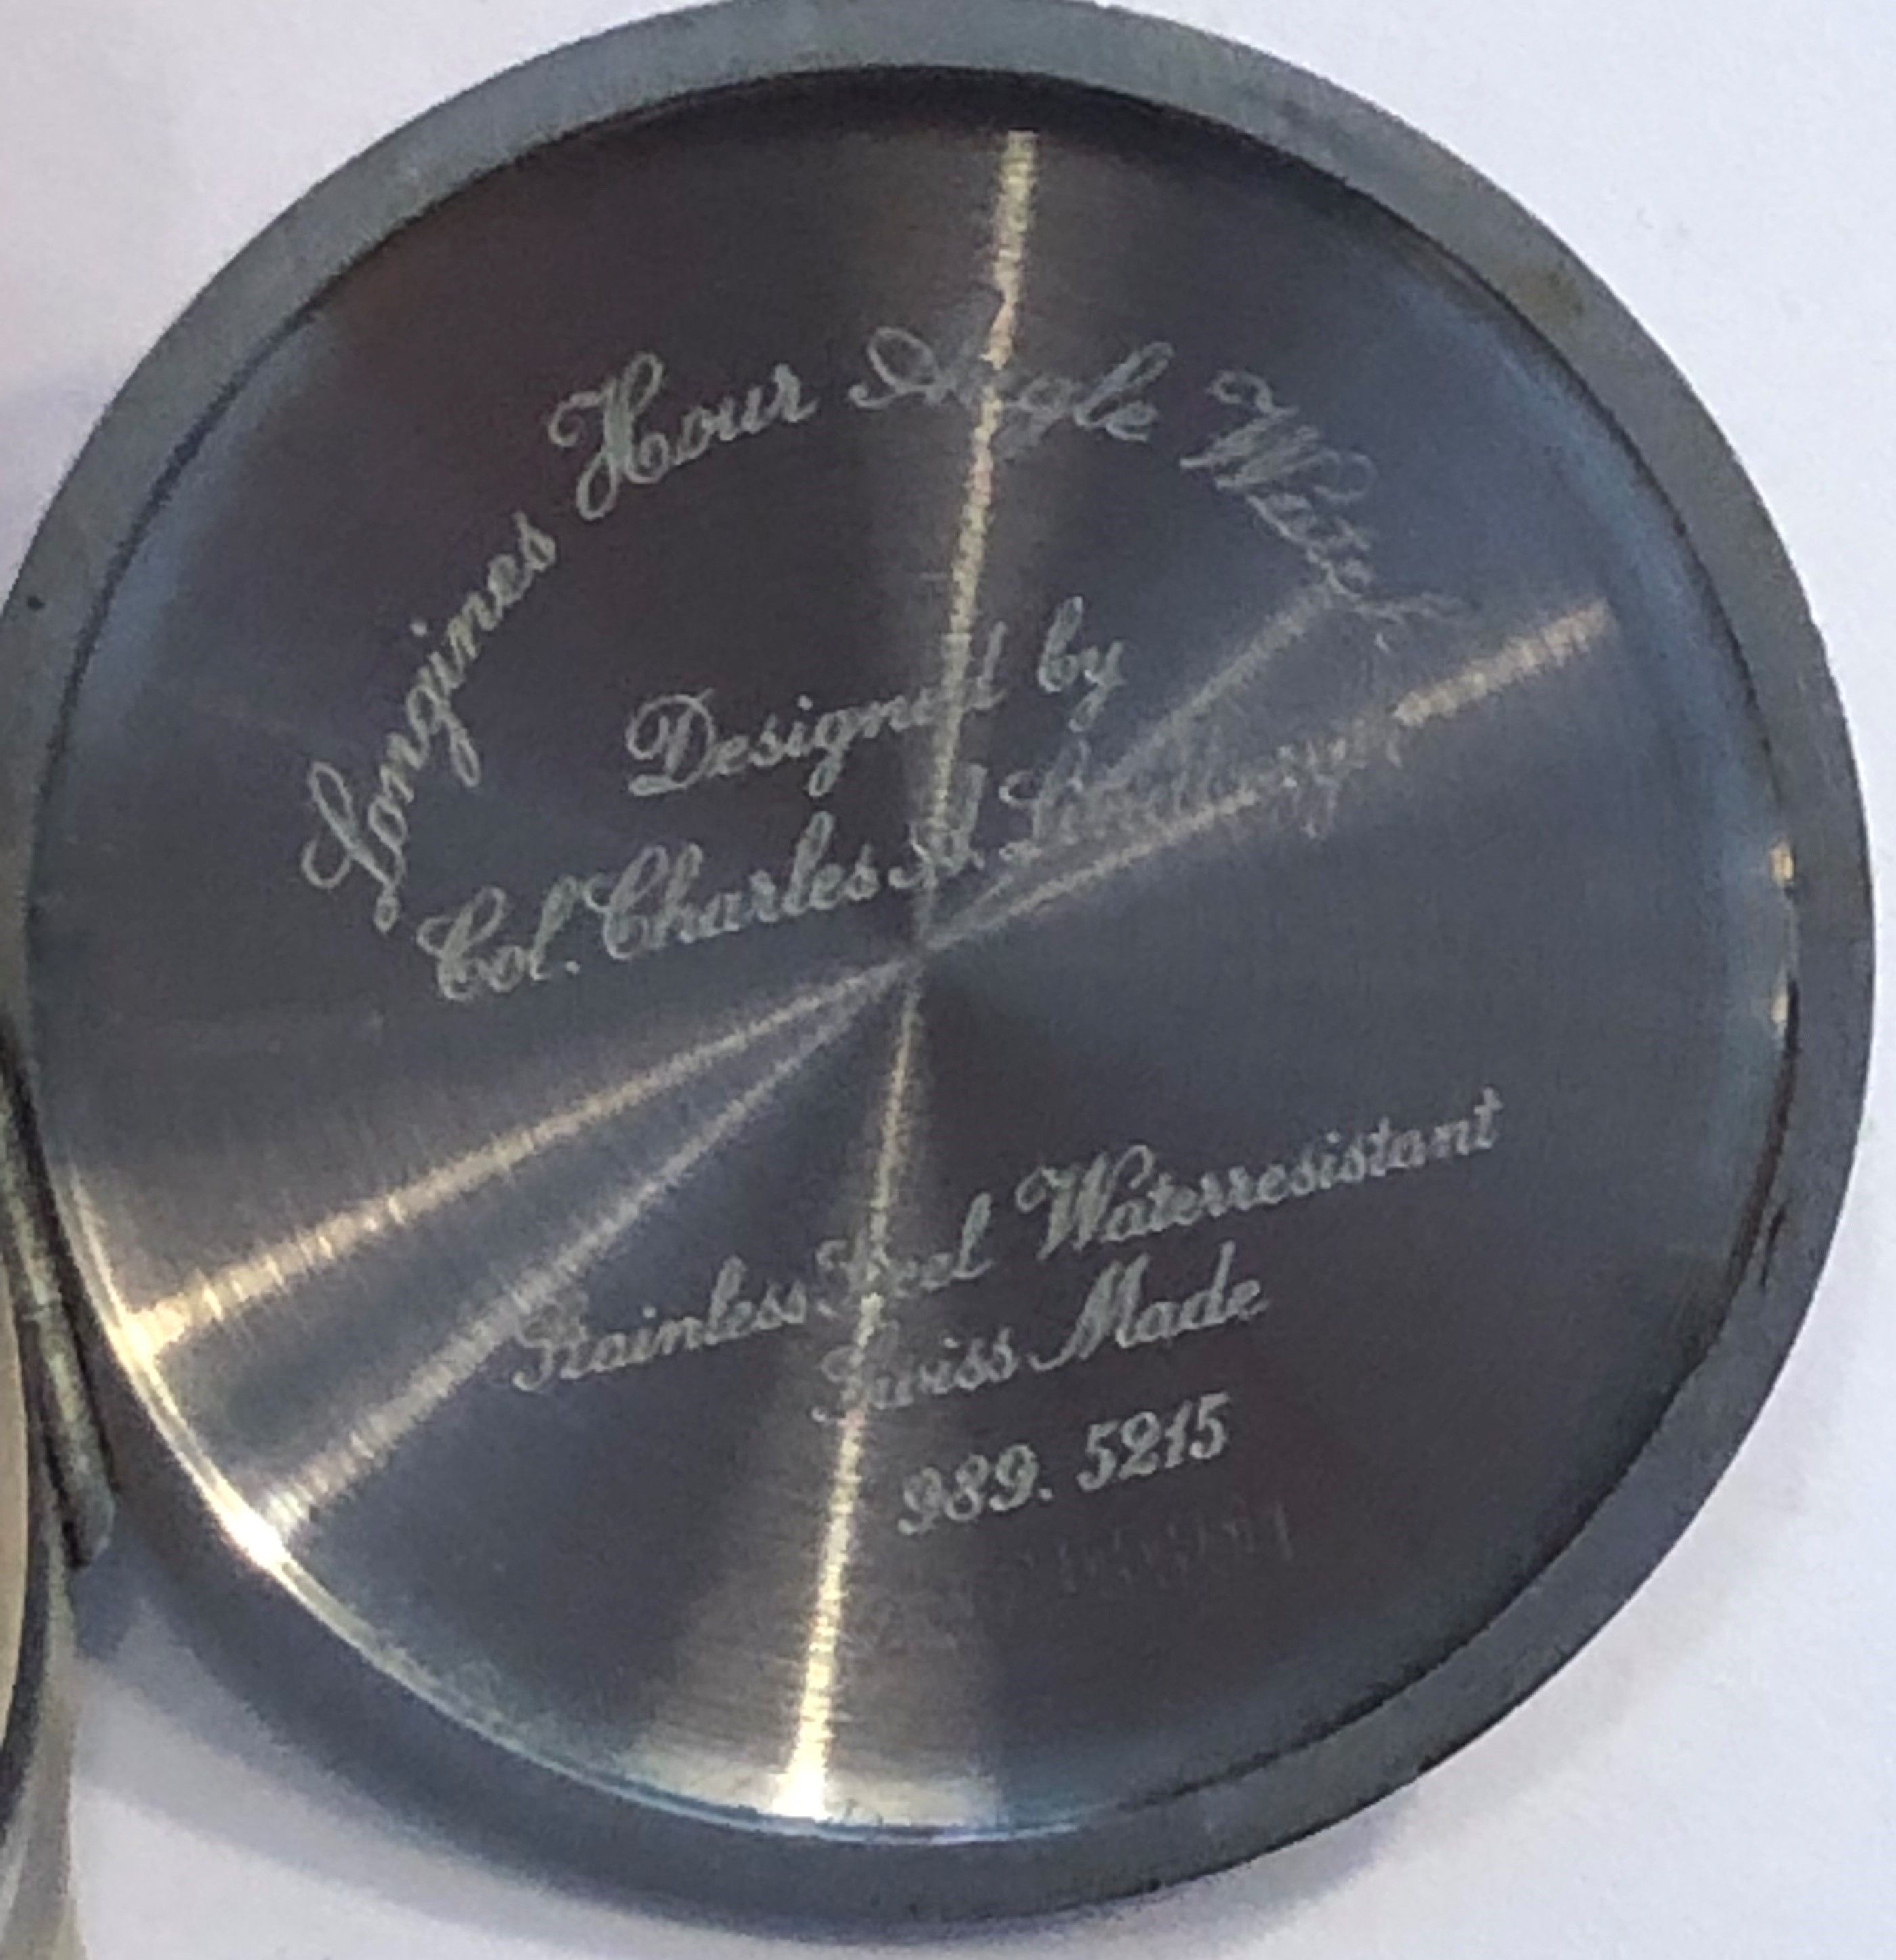 Longines Hour Angle Watch
Designed by
Col. Charles A. Lindbergh
Stainless Steel Waterresistant
Swiss Made
989. 5215